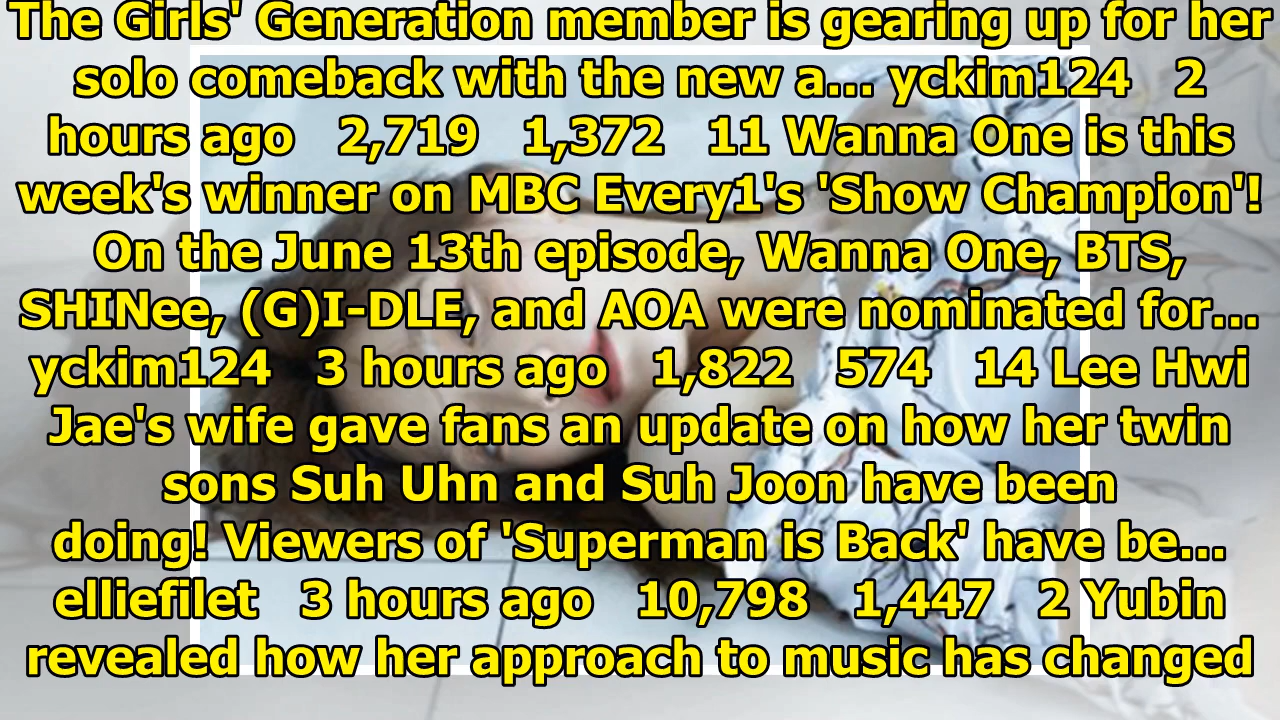 The Girls' Generation member is gearing up for her
solo comeback with the new a... yckim124 2
hours ago 2,719 1,372 11 Wanna One is this
week's winner on MBC Every1's 'Show Champion'!
On the June 13th episode, Wanna One, BTS,
SHINee, (G)I-DLE, and AOA were nominated for...
yckim124 3 hours ago 1,822 574 14 Lee Hwi
Jae's wife gave fans an update on how her twin
sons Suh Uhn and Suh Joon have been
doing! Viewers of 'Superman is Back' have be...
elliefilet 3 hours ago 10,798 1,447 2 Yubin
revealed how her approach to music has changed